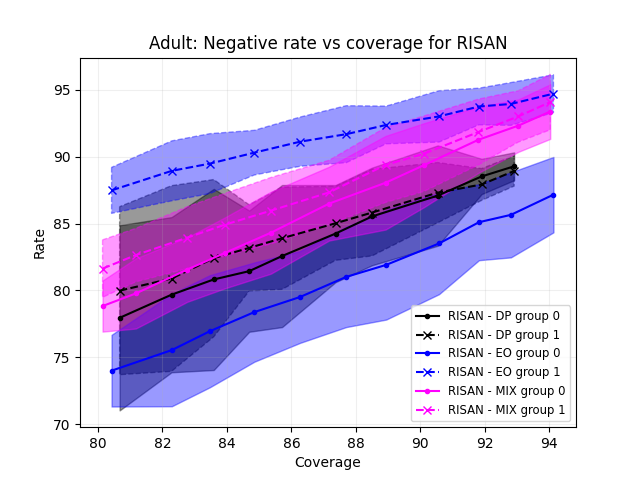 Adult: Negative rate vs coverage for RISAN
95
90
85
80
75
70
Rate
80 82 84 86 88 90 92 94
Coverage
RISAN - DP group 0
RISAN - DP group 1
RISAN - EO group 0
RISAN - EO group 1
RISAN - MIX group 0
RISAN - MIX group 1